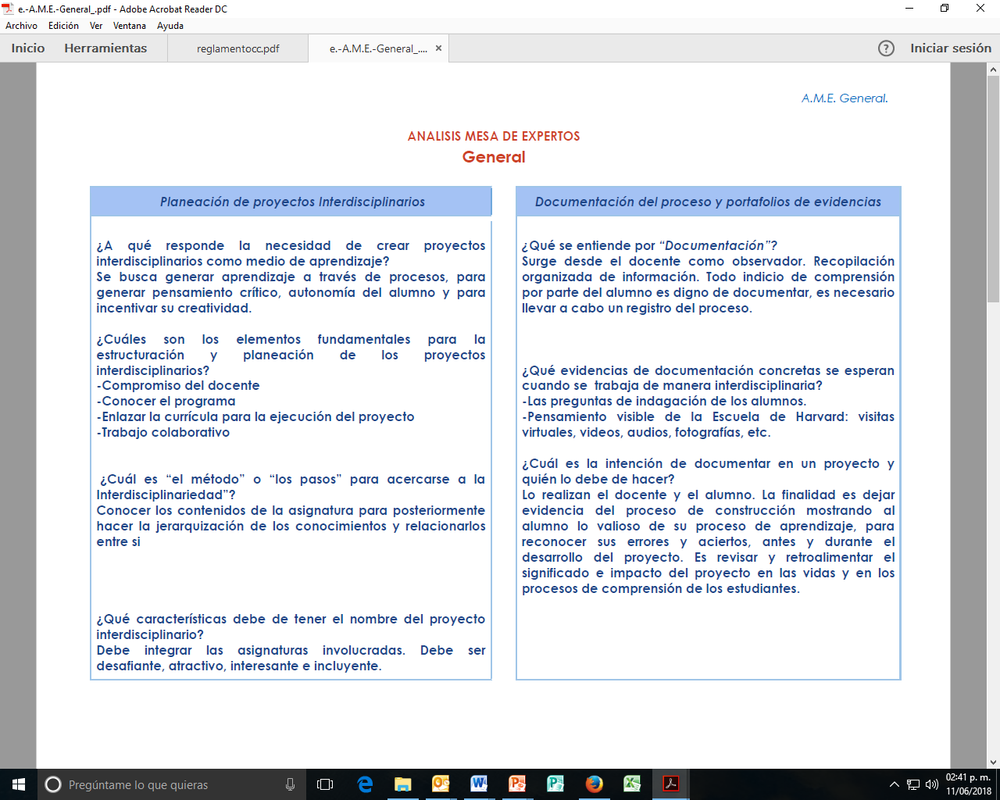 e.-A.M.E.-General_.pdf - Adobe Acrobat Reader DC
Archivo Edición Ver Ventana Ayuda
Inicio Herramientas reglamentocc.pdf e.-A.M.E.-General_.... × ? Iniciar sesión
A.M.E. General.
ANALISIS MESA DE EXPERTOS
General
Planeación de proyectos Interdisciplinarios
¿A qué responde la necesidad de crear proyectos
interdisciplinarios como medio de aprendizaje?
Se busca generar aprendizaje a través de procesos, para
generar pensamiento crítico, autonomía del alumno y para
incentivar su creatividad.
¿Cuáles son los elementos fundamentales para la
estructuración y planeación de los proyectos
interdisciplinarios?
-Compromiso del docente
-Conocer el programa
-Enlazar la currícula para la ejecución del proyecto
-Trabajo colaborativo
¿Cuál es “el método” o “los pasos” para acercarse a la
Interdisciplinariedad”?
Conocer los contenidos de la asignatura para posteriormente
hacer la jerarquización de los conocimientos y relacionarlos
entre si
¿Qué características debe de tener el nombre del proyecto
interdisciplinario?
Debe integrar las asignaturas involucradas. Debe ser
desafiante, atractivo, interesante e incluyente.
Documentación del proceso y portafolios de evidencias
¿Qué se entiende por “Documentación”?
Surge desde el docente como observador. Recopilación
organizada de información. Todo indicio de comprensión
por parte del alumno es digno de documentar, es necesario
llevar a cabo un registro del proceso.
¿Qué evidencias de documentación concretas se esperan
cuando se trabaja de manera interdisciplinaria?
-Las preguntas de indagación de los alumnos.
-Pensamiento visible de la Escuela de Harvard: visitas
virtuales, videos, audios, fotografías, etc.
¿Cuál es la intención de documentar en un proyecto y
quién lo debe de hacer?
Lo realizan el docente y el alumno. La finalidad es dejar
evidencia del proceso de construcción mostrando al
alumno lo valioso de su proceso de aprendizaje, para
reconocer sus errores y aciertos, antes y durante el
desarrollo del proyecto. Es revisar y retroalimentar el
significado e impacto del proyecto en las vidas y en los
procesos de comprensión de los estudiantes.
Pregúntame lo que quieras
02:41 p. m.
11/06/2018